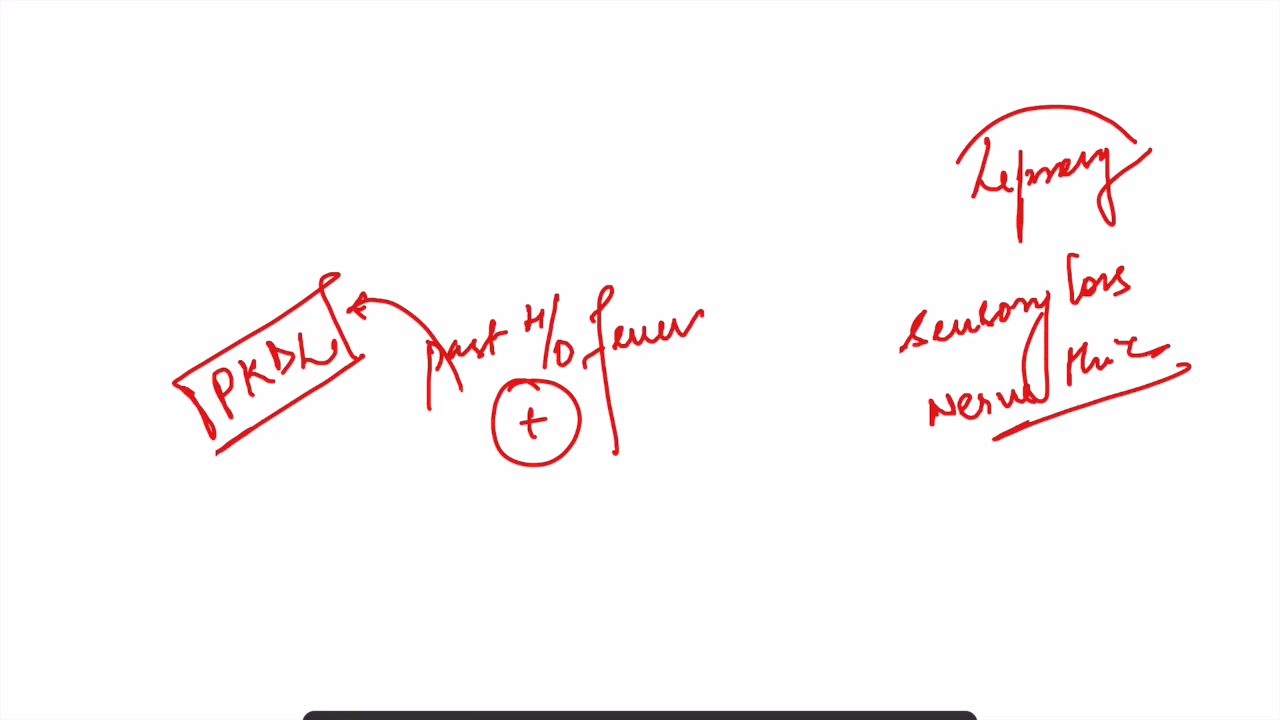 PKDL
past H/O fever
+
Leprosy
Sensory loss
Nerve thic